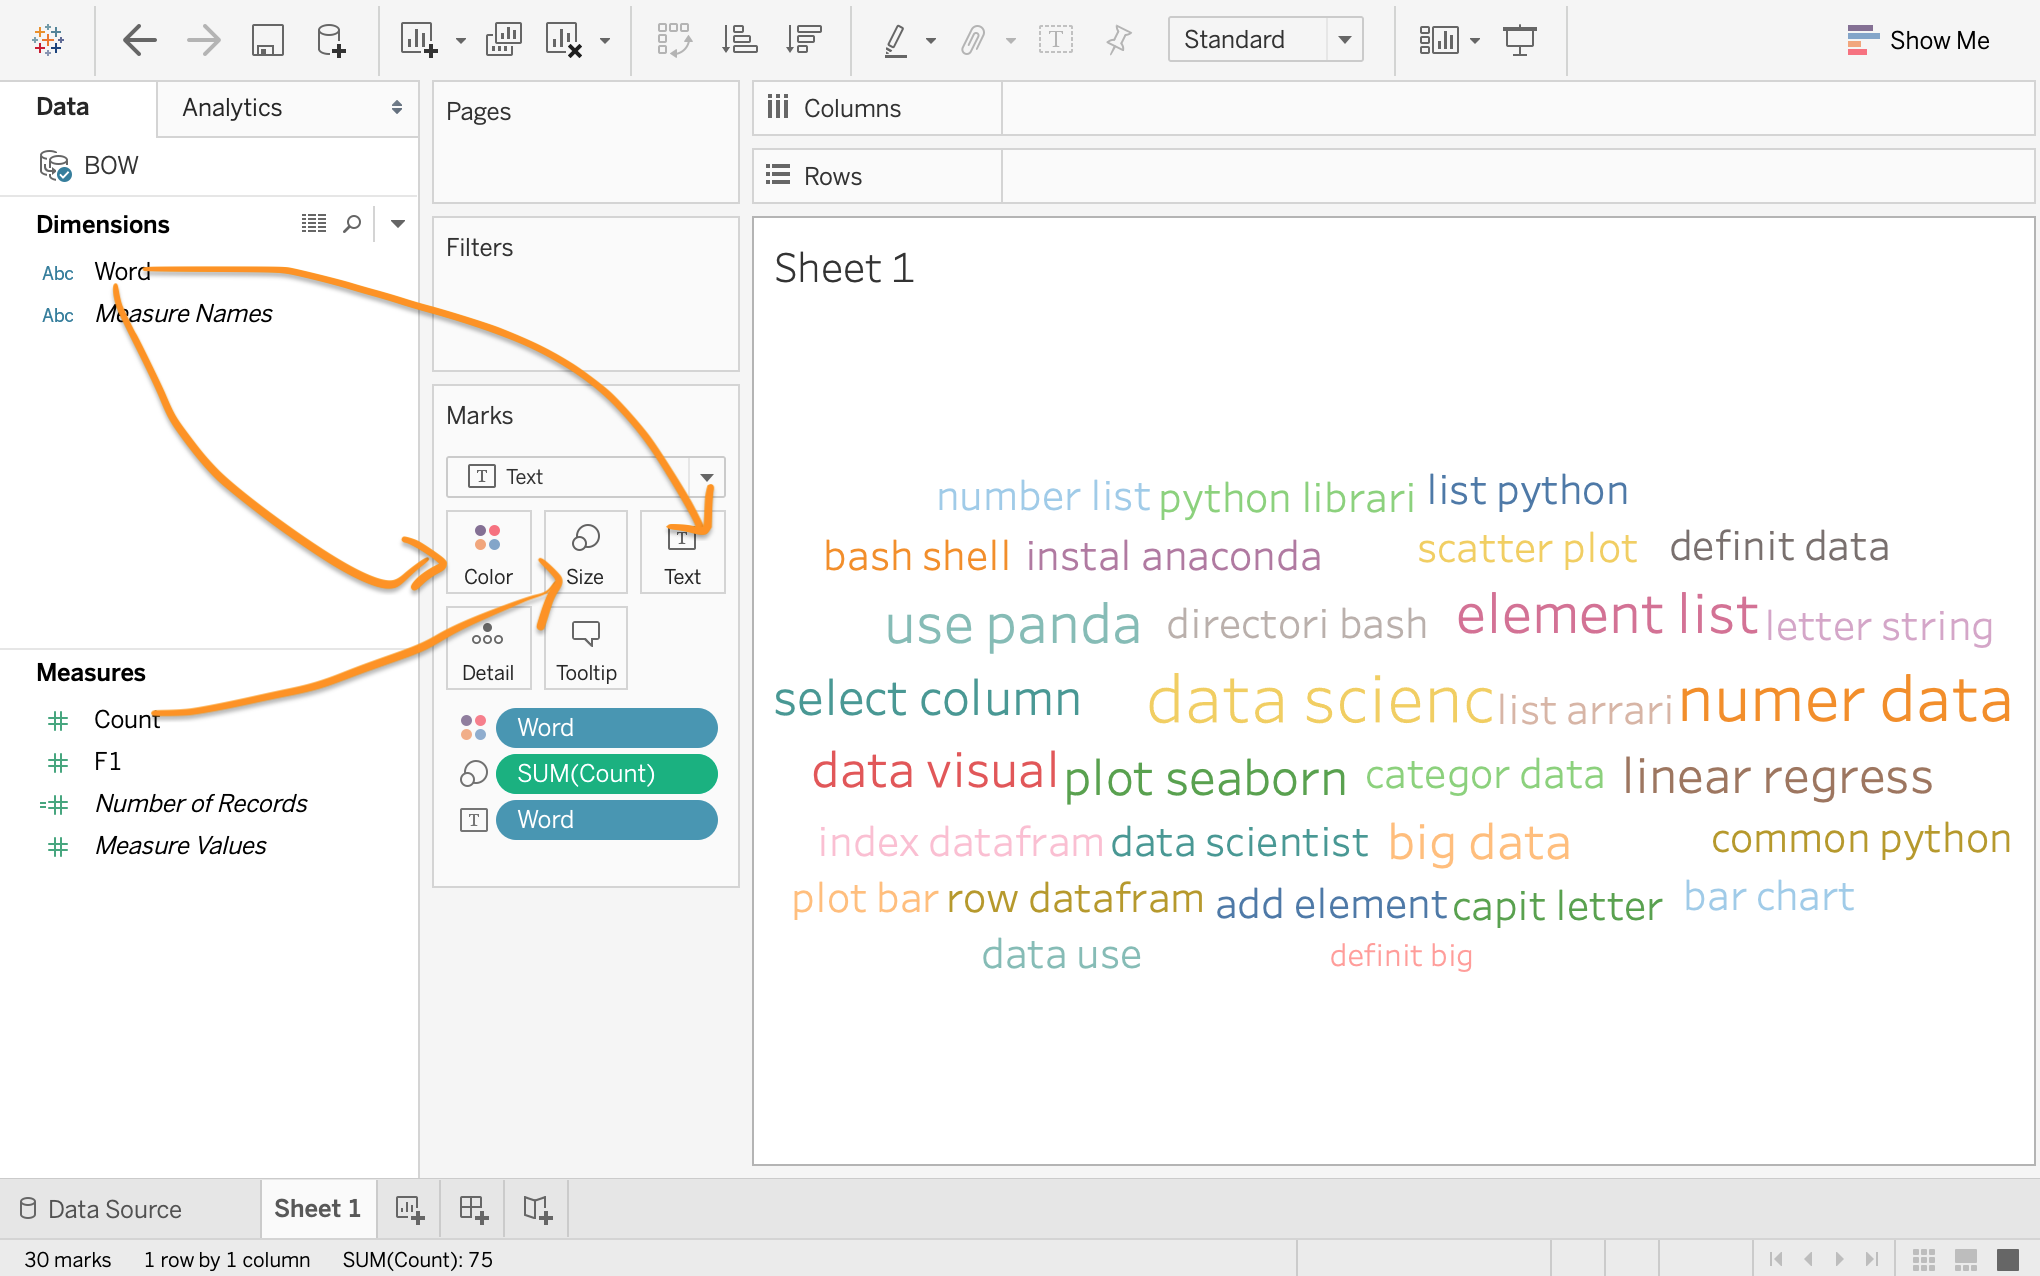 Standard
Show Me
Data
Analytics
BOW
Dimensions
Abc Word
Abc Measure Names
Measures
Count
F1
Number of Records
Measure Values
Pages
Filters
Marks
T Text
Color
Size
T Text
Detail
Tooltip
Word
SUM(Count)
T Word
Columns
Rows
Sheet 1
number list python librari list python
bash shell instal anaconda scatter plot definit data
use panda directori bash element list letter string
select column data scienc list arrari numer data
data visual plot seaborn categor data linear regress
index datafram data scientist big data common python
plot bar row datafram add element capit letter bar chart
data use definit big
Data Source
Sheet 1
30 marks 1 row by 1 column SUM(Count): 75